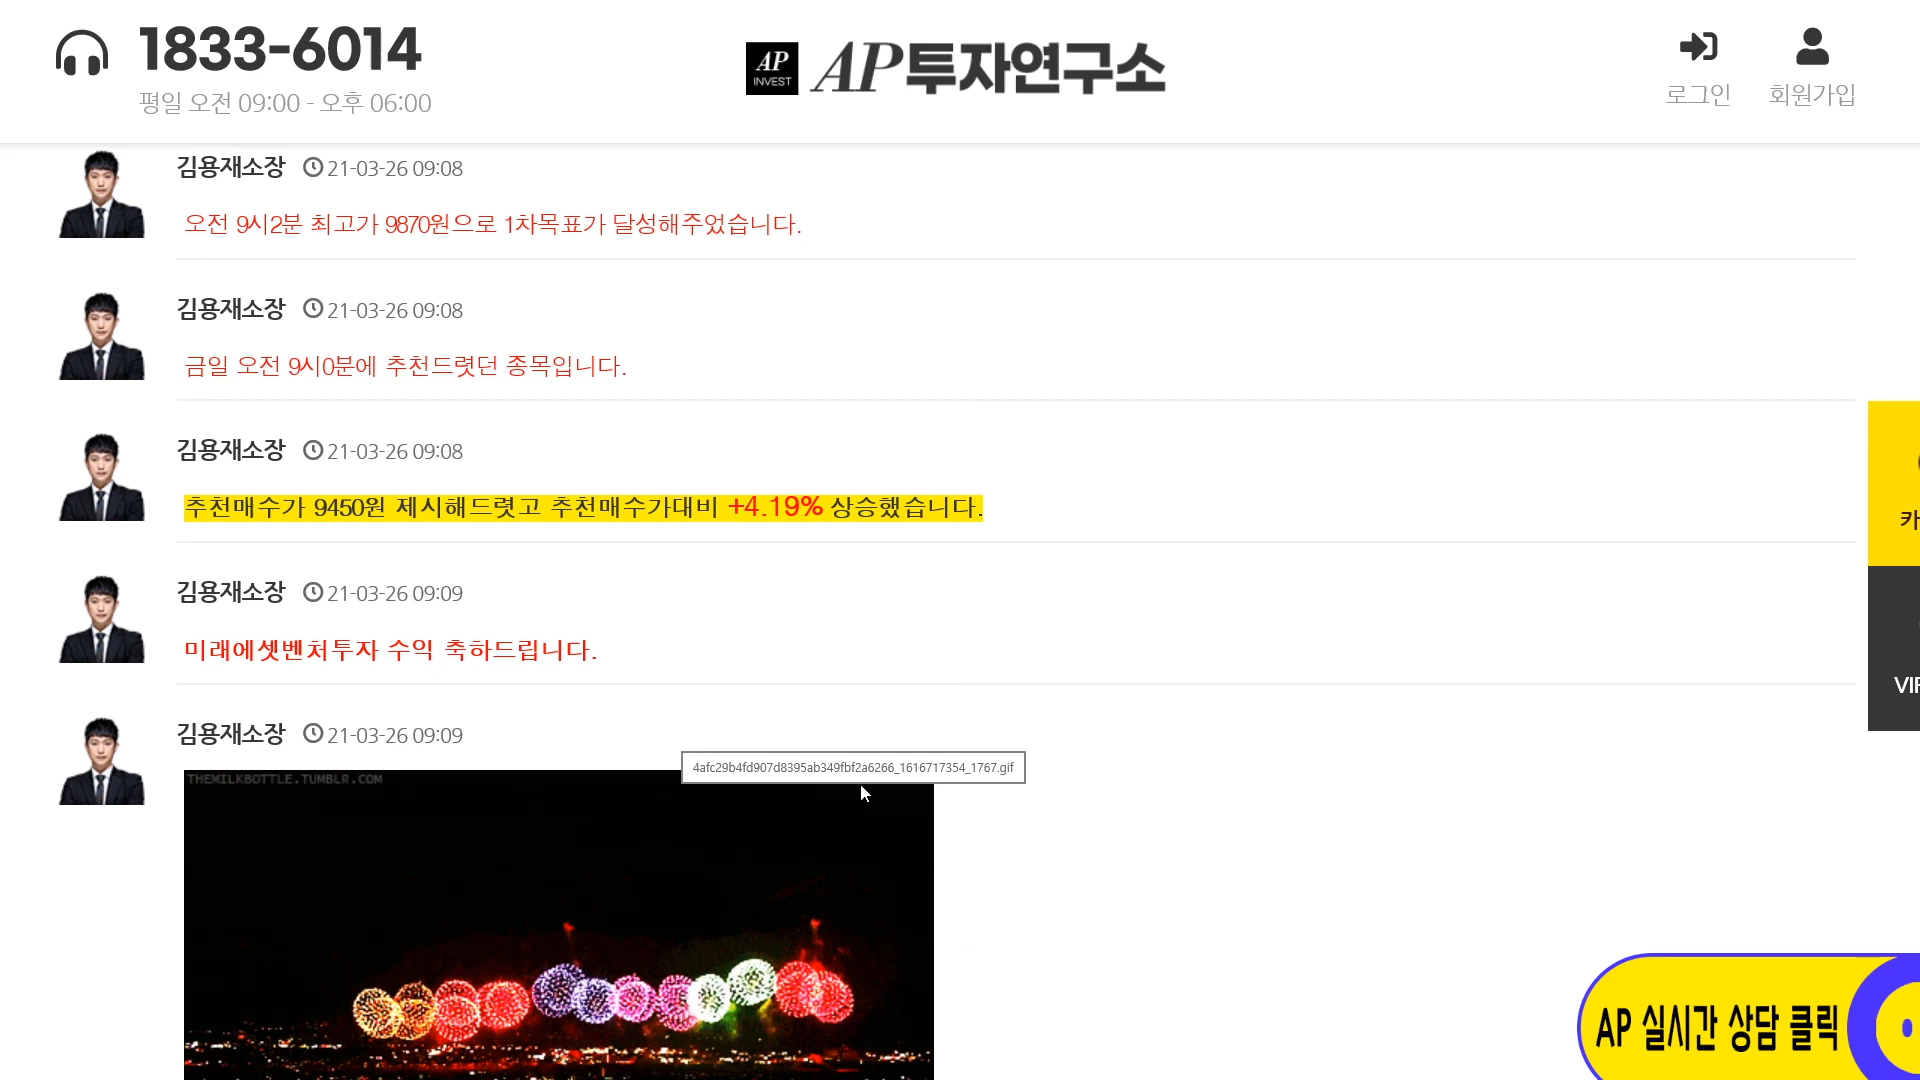 1833-6014
평일 오전 09:00 - 오후 06:00
AP
INVEST
AP투자연구소
로그인
회원가입
김용재소장 21-03-26 09:08
오전 9시2분 최고가 9870원으로 1차목표가 달성해주었습니다.
김용재소장 21-03-26 09:08
금일 오전 9시0분에 추천드렷던 종목입니다.
김용재소장 21-03-26 09:08
추천매수가 9450원 제시해드렷고 추천매수가대비 +4.19% 상승했습니다.
카
김용재소장 21-03-26 09:09
미래에셋벤처투자 수익 축하드립니다.
VIP
김용재소장 21-03-26 09:09
4afc29b4fd907d8395ab349fbf2a6266_1616717354_1767.gif
THEMILKBOTTLE.TUMBLR.COM
AP 실시간 상담 클릭